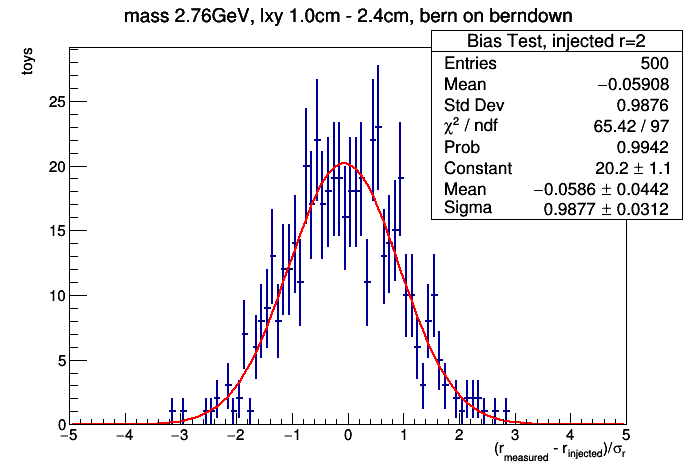 mass 2.76GeV, lxy 1.0cm - 2.4cm, bern on berndown
Bias Test, injected r=2
Entries 500
Mean −0.05908
Std Dev 0.9876
χ² / ndf 65.42 / 97
Prob 0.9942
Constant 20.2 ± 1.1
Mean −0.0586 ± 0.0442
Sigma 0.9877 ± 0.0312
toys
25
20
15
10
5
0
−5 −4 −3 −2 −1 0 1 2 3 4 5
(r_measured - r_injected)/σ_r